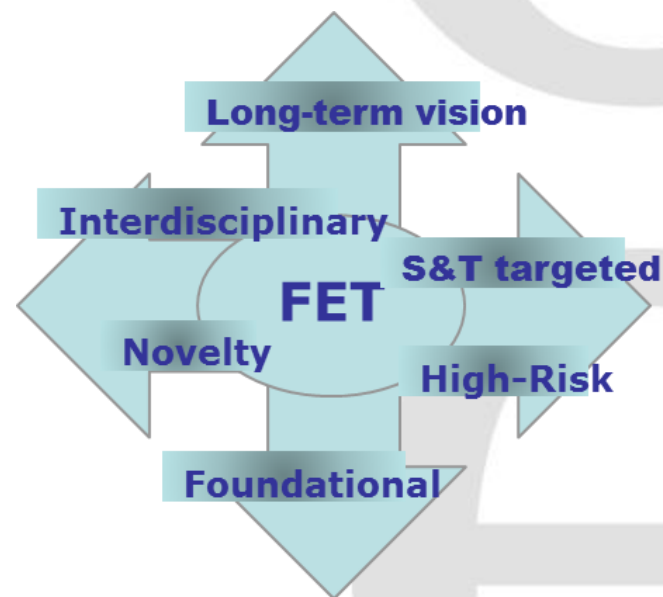 Long-term vision
Interdisciplinary
S&T targeted
FET
Novelty
High-Risk
Foundational